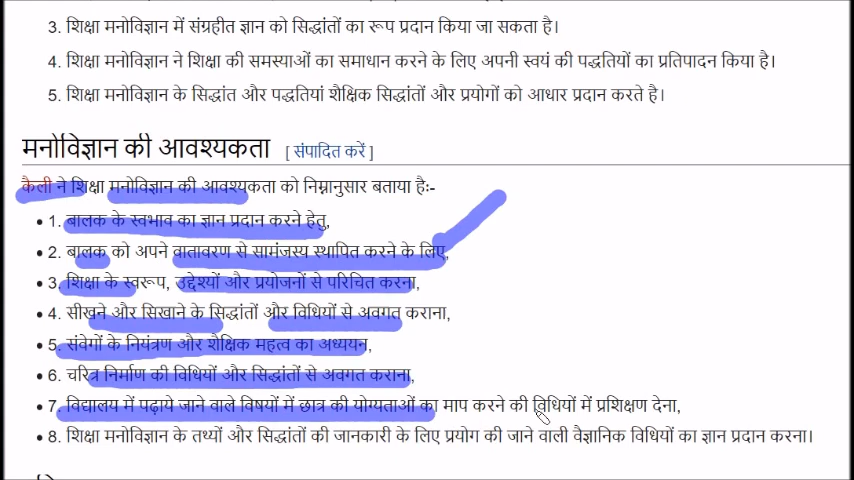 3. शिक्षा मनोविज्ञान में संग्रहीत ज्ञान को सिद्धांतों का रूप प्रदान किया जा सकता है।
4. शिक्षा मनोविज्ञान ने शिक्षा की समस्याओं का समाधान करने के लिए अपनी स्वयं की पद्धतियों का प्रतिपादन किया है।
5. शिक्षा मनोविज्ञान के सिद्धांत और पद्धतियां शैक्षिक सिद्धांतों और प्रयोगों को आधार प्रदान करते है।
मनोविज्ञान की आवश्यकता [ संपादित करें ]
कैली ने शिक्षा मनोविज्ञान की आवश्यकता को निम्नानुसार बताया है:-
• 1. बालक के स्वभाव का ज्ञान प्रदान करने हेतु,
• 2. बालक को अपने वातावरण से सामंजस्य स्थापित करने के लिए,
• 3. शिक्षा के स्वरूप, उद्देश्यों और प्रयोजनों से परिचित करना,
• 4. सीखने और सिखाने के सिद्धांतों और विधियों से अवगत कराना,
• 5. संवेगों के नियंत्रण और शैक्षिक महत्व का अध्ययन,
• 6. चरित्र निर्माण की विधियों और सिद्धांतों से अवगत कराना,
• 7. विद्यालय में पढ़ाये जाने वाले विषयों में छात्र की योग्यताओं का माप करने की विधियों में प्रशिक्षण देना,
• 8. शिक्षा मनोविज्ञान के तथ्यों और सिद्धांतों की जानकारी के लिए प्रयोग की जाने वाली वैज्ञानिक विधियों का ज्ञान प्रदान करना।